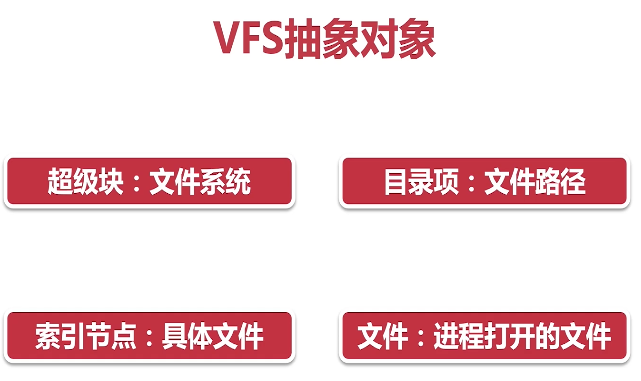 VFS抽象对象
超级块：文件系统
目录项：文件路径
索引节点：具体文件
文件：进程打开的文件